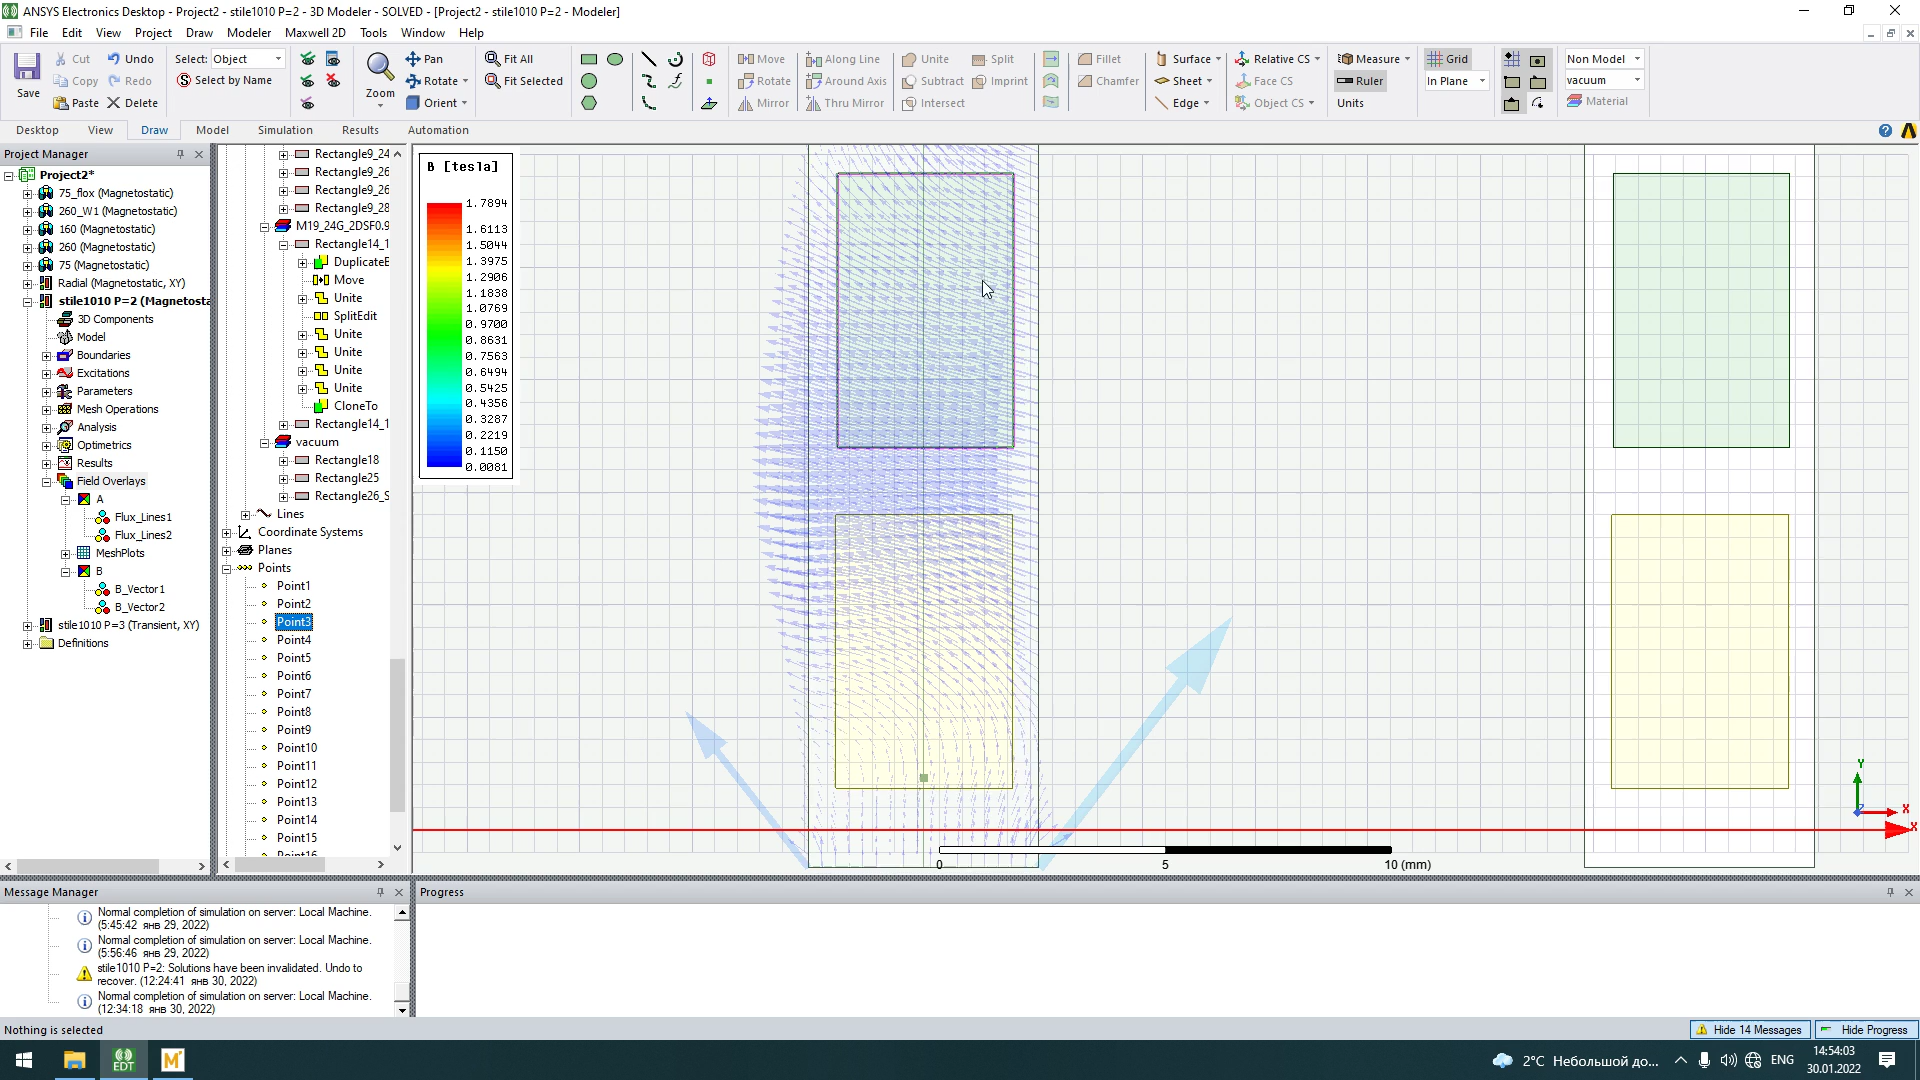 ANSYS Electronics Desktop - Project2 - stile1010 P=2 - 3D Modeler - SOLVED - [Project2 - stile1010 P=2 - Modeler]
File Edit View Project Draw Modeler Maxwell 2D Tools Window Help
Save Cut Undo Select: Object Zoom Pan Fit All Move Along Line Unite Split Fillet Surface Relative CS Measure Grid Non Model
Copy Redo Select by Name Rotate Fit Selected Rotate Around Axis Subtract Imprint Chamfer Sheet Face CS Ruler In Plane vacuum
Paste Delete Orient Mirror Thru Mirror Intersect Edge Object CS Units Material
Desktop View Draw Model Simulation Results Automation
Project Manager
Project2*
75_flox (Magnetostatic)
260_W1 (Magnetostatic)
160 (Magnetostatic)
260 (Magnetostatic)
75 (Magnetostatic)
Radial (Magnetostatic, XY)
stile1010 P=2 (Magnetosta
3D Components
Model
Boundaries
Excitations
Parameters
Mesh Operations
Analysis
Optimetrics
Results
Field Overlays
A
Flux_Lines1
Flux_Lines2
MeshPlots
B
B_Vector1
B_Vector2
stile1010 P=3 (Transient, XY)
Definitions
Rectangle9_24
Rectangle9_26
Rectangle9_26
Rectangle9_28
M19_24G_2DSF0.9
Rectangle14_1
DuplicateB
Move
Unite
SplitEdit
Unite
Unite
Unite
Unite
CloneTo
Rectangle14_1
vacuum
Rectangle18
Rectangle25
Rectangle26_S
Lines
Coordinate Systems
Planes
Points
Point1
Point2
Point3
Point4
Point5
Point6
Point7
Point8
Point9
Point10
Point11
Point12
Point13
Point14
Point15
Point16
B [tesla]
1.7894
1.6113
1.5044
1.3975
1.2906
1.1838
1.0769
0.9700
0.8631
0.7563
0.6494
0.5425
0.4356
0.3287
0.2219
0.1150
0.0081
Y
X
X
0 5 10 (mm)
Message Manager
Normal completion of simulation on server: Local Machine.
(5:45:42 янв 29, 2022)
Normal completion of simulation on server: Local Machine.
(5:56:46 янв 29, 2022)
stile1010 P=2: Solutions have been invalidated. Undo to
recover. (12:24:41 янв 30, 2022)
Normal completion of simulation on server: Local Machine.
(12:34:18 янв 30, 2022)
Progress
Nothing is selected
Hide 14 Messages Hide Progress
EDT
2°C Небольшой до... ENG
14:54:03
30.01.2022